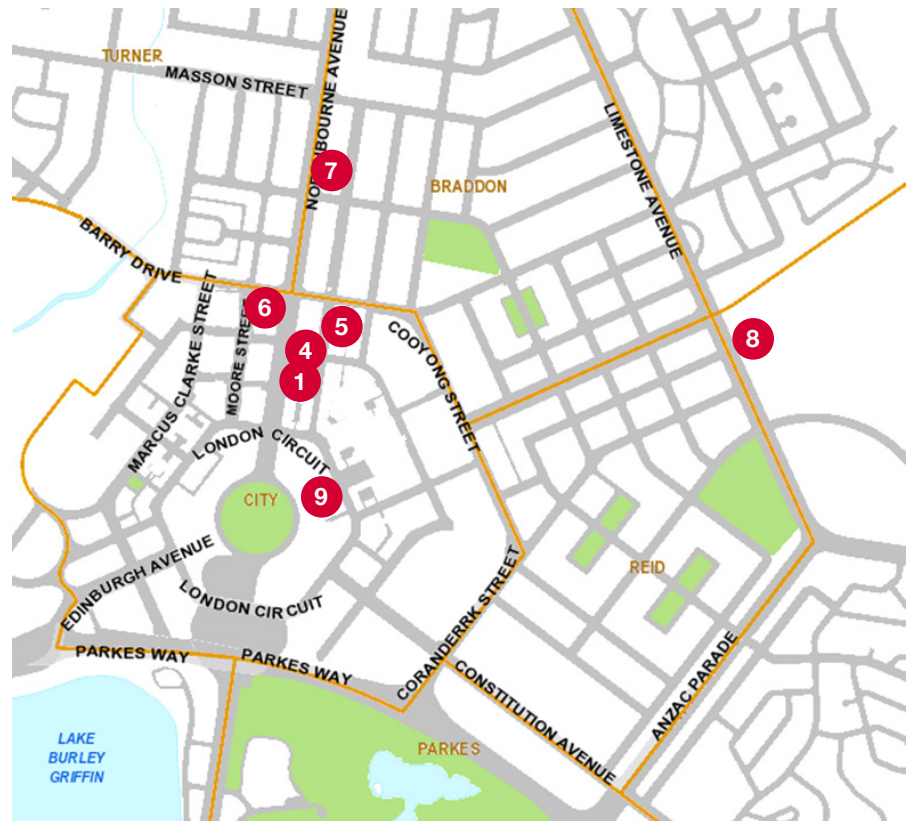 TURNER
MASSON STREET
NORTHBOURNE AVENUE
LIMESTONE AVENUE
7
BRADDON
BARRY DRIVE
6
5
8
4
1
MARCUS CLARKE STREET
MOORE STREET
COOYONG STREET
LONDON CIRCUIT
9
CITY
EDINBURGH AVENUE
REID
LONDON CIRCUIT
CORANDERRK STREET
PARKES WAY
PARKES WAY
CONSTITUTION AVENUE
ANZAC PARADE
LAKE
BURLEY
GRIFFIN
PARKES